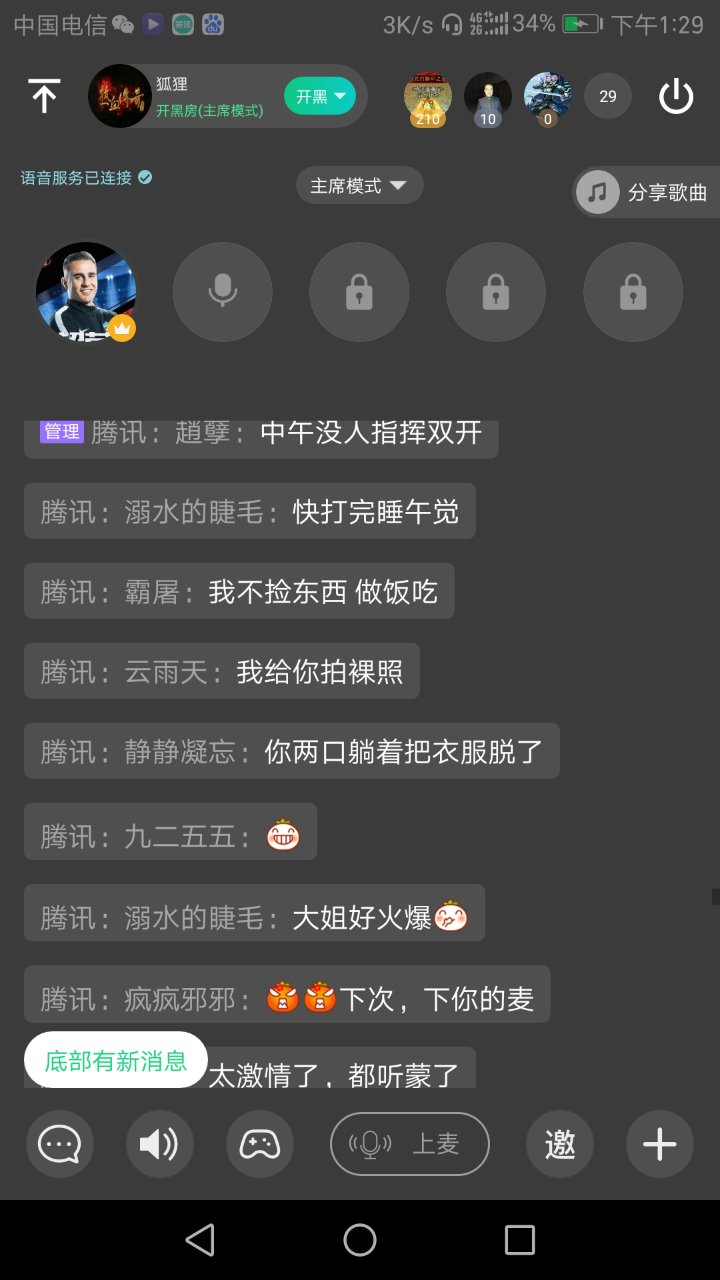 中国电信 3K/s 4G 2G 34% 下午1:29
热血传奇
狐狸
开黑房(主席模式)
开黑
210
10
0
29
语音服务已连接
主席模式
分享歌曲
管理 腾讯：趙孽：中午没人指挥双开
腾讯：溺水的睫毛：快打完睡午觉
腾讯：霸屠：我不捡东西 做饭吃
腾讯：云雨天：我给你拍裸照
腾讯：静静凝忘：你两口躺着把衣服脱了
腾讯：九二五五：
腾讯：溺水的睫毛：大姐好火爆
腾讯：疯疯邪邪：下次，下你的麦
底部有新消息
太激情了，都听蒙了
上麦
邀